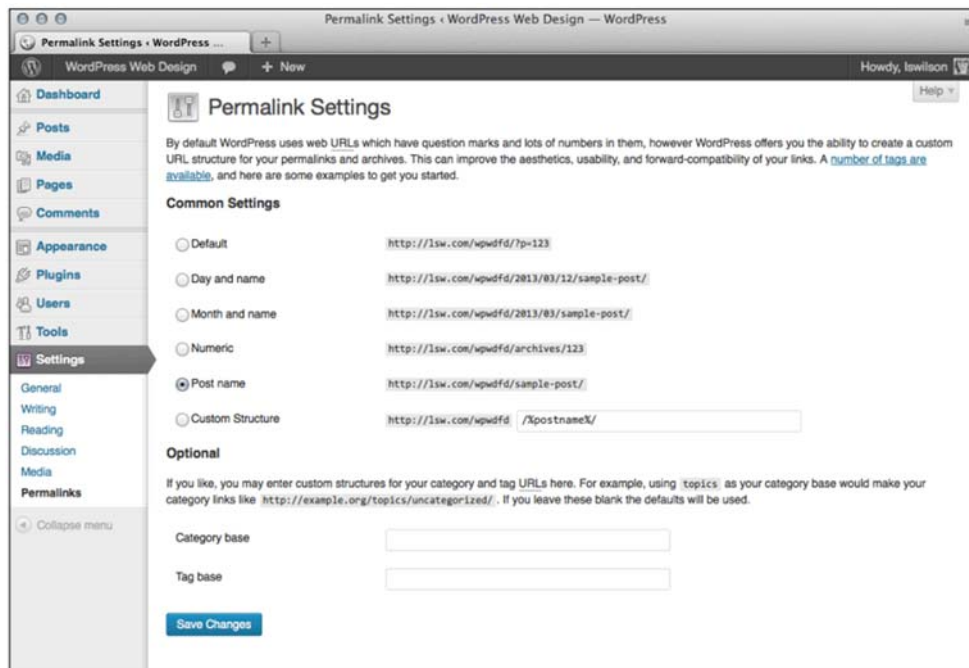 Permalink Settings ‹ WordPress Web Design — WordPress
Permalink Settings ‹ WordPress ...
WordPress Web Design + New Howdy, lswilson
Help
Dashboard
Posts
Media
Pages
Comments
Appearance
Plugins
Users
Tools
Settings
General
Writing
Reading
Discussion
Media
Permalinks
Collapse menu
Permalink Settings
By default WordPress uses web URLs which have question marks and lots of numbers in them, however WordPress offers you the ability to create a custom
URL structure for your permalinks and archives. This can improve the aesthetics, usability, and forward-compatibility of your links. A number of tags are
available, and here are some examples to get you started.
Common Settings
Default http://lsw.com/wpwdfd/?p=123
Day and name http://lsw.com/wpwdfd/2013/03/12/sample-post/
Month and name http://lsw.com/wpwdfd/2013/03/sample-post/
Numeric http://lsw.com/wpwdfd/archives/123
Post name http://lsw.com/wpwdfd/sample-post/
Custom Structure http://lsw.com/wpwdfd /%postname%/
Optional
If you like, you may enter custom structures for your category and tag URLs here. For example, using topics as your category base would make your
category links like http://example.org/topics/uncategorized/ . If you leave these blank the defaults will be used.
Category base
Tag base
Save Changes